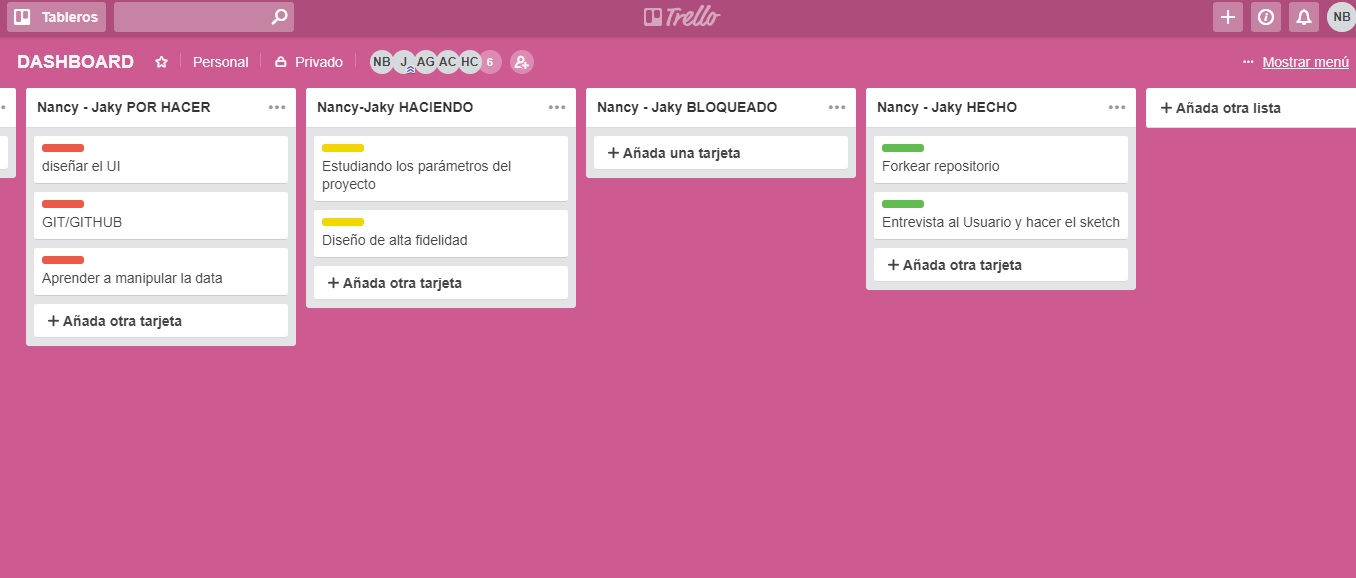 Tableros
Trello
NB
DASHBOARD
Personal
Privado
NB J AG AC HC 6
Mostrar menú
Nancy - Jaky POR HACER
diseñar el UI
GIT/GITHUB
Aprender a manipular la data
+ Añada otra tarjeta
Nancy-Jaky HACIENDO
Estudiando los parámetros del
proyecto
Diseño de alta fidelidad
+ Añada otra tarjeta
Nancy - Jaky BLOQUEADO
+ Añada una tarjeta
Nancy - Jaky HECHO
Forkear repositorio
Entrevista al Usuario y hacer el sketch
+ Añada otra tarjeta
+ Añada otra lista